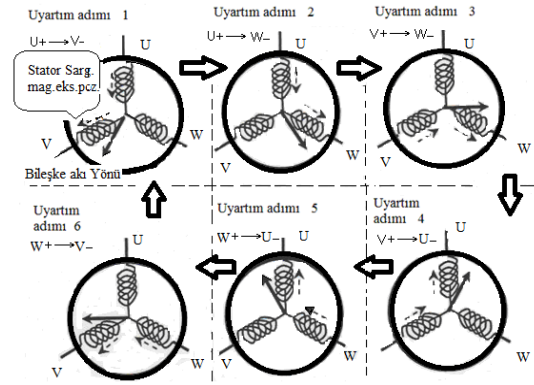 Uyartım adımı 1
U+→V–
U
Stator Sarg.
mag.eks.pcz.
V
W
Bileşke akı Yönü
Uyartım adımı 2
U+→W–
U
V
W
Uyartım adımı 3
V+→W–
U
V
W
Uyartım
adımı 6
W+→V–
U
V
W
Uyartım adımı 5
W+→U–
U
V
W
Uyartım
adımı 4
V+→U–
U
V
W